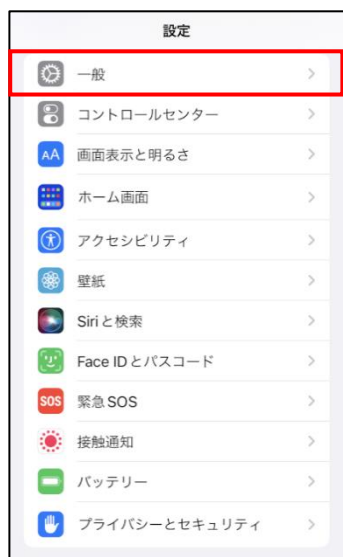 設定
一般
コントロールセンター
AA 画面表示と明るさ
ホーム画面
アクセシビリティ
壁紙
Siriと検索
Face IDとパスコード
SOS 緊急SOS
接触通知
バッテリー
プライバシーとセキュリティ